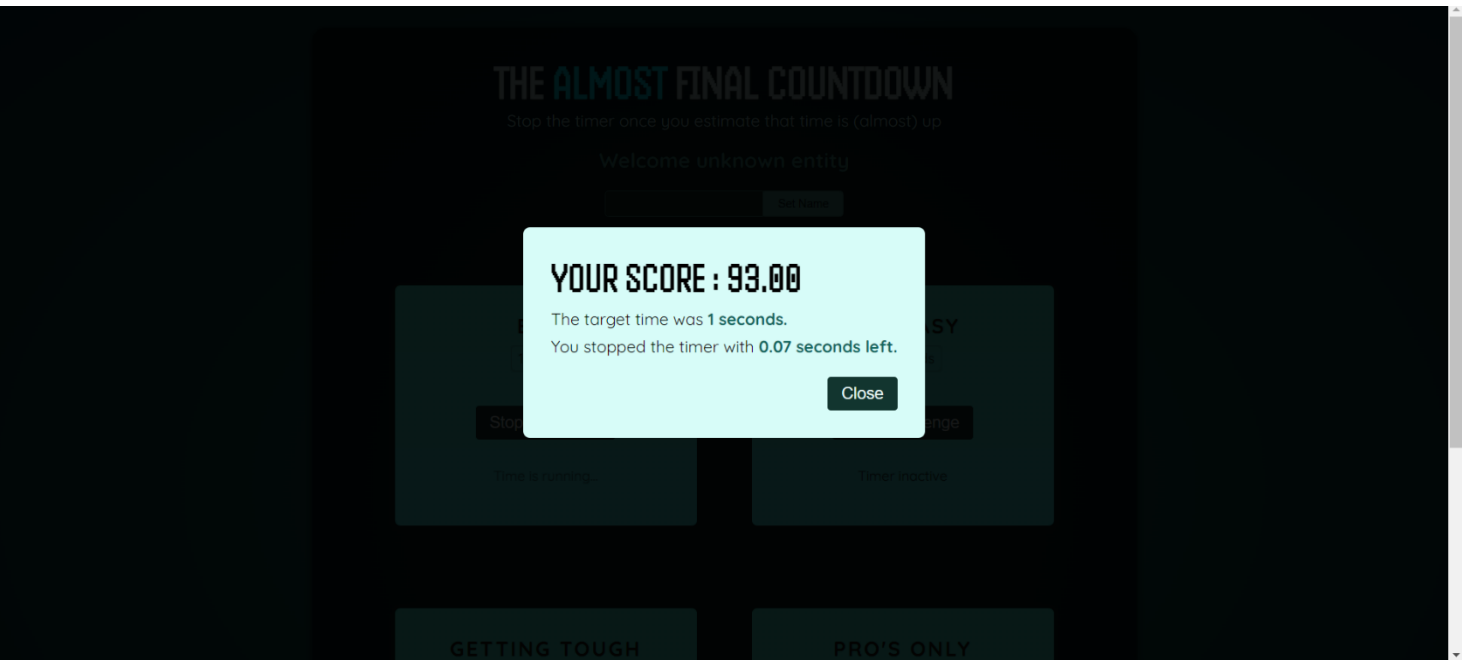 THE ALMOST FINAL COUNTDOWN
Stop the timer once you estimate that time is (almost) up
Welcome unknown entity
Set Name
YOUR SCORE : 93.00
The target time was 1 seconds.
You stopped the timer with 0.07 seconds left.
Close
Stop
Time is running...
Timer inactive
GETTING TOUGH
PRO'S ONLY